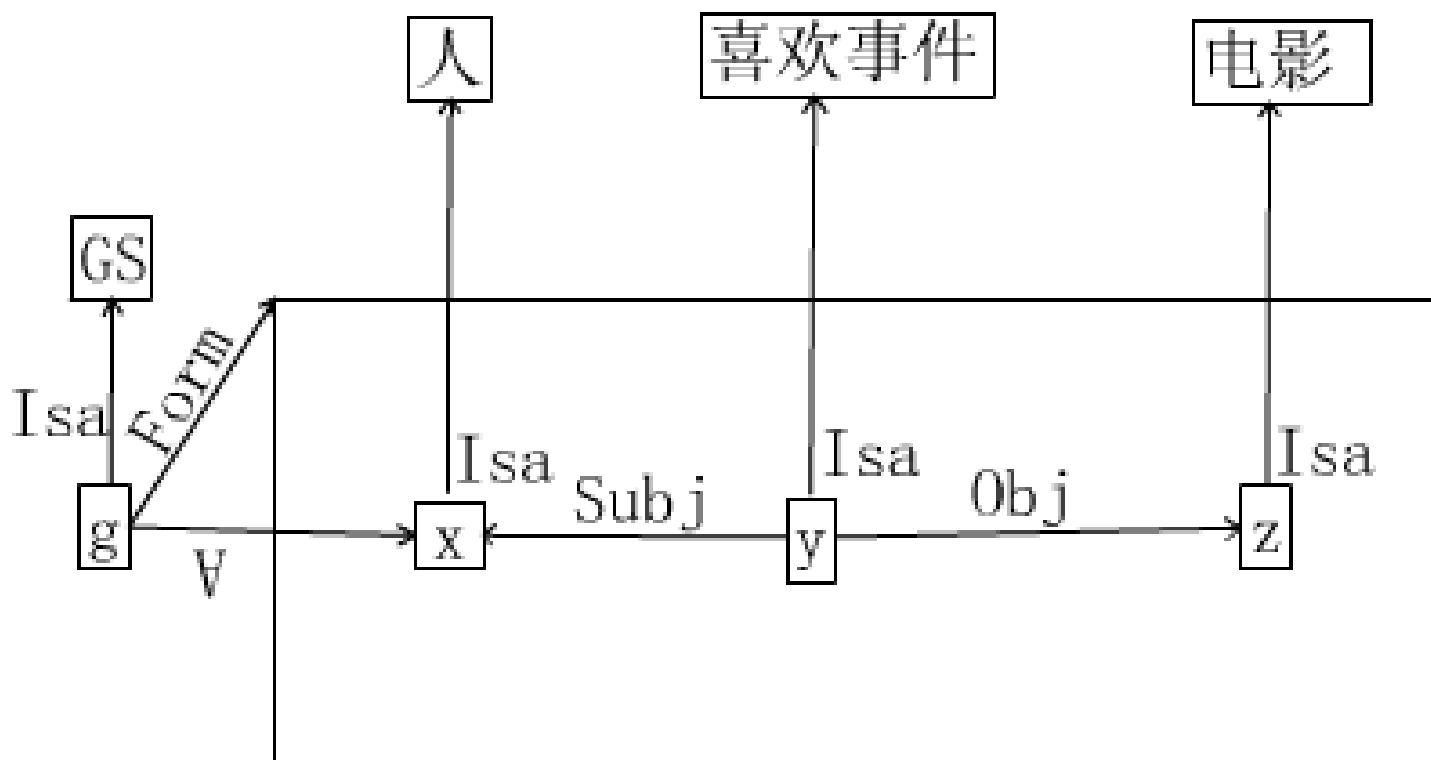 人
喜欢事件
电影
GS
Isa
Form
Isa
Isa
Isa
Subj
Obj
g
x
y
z
∀